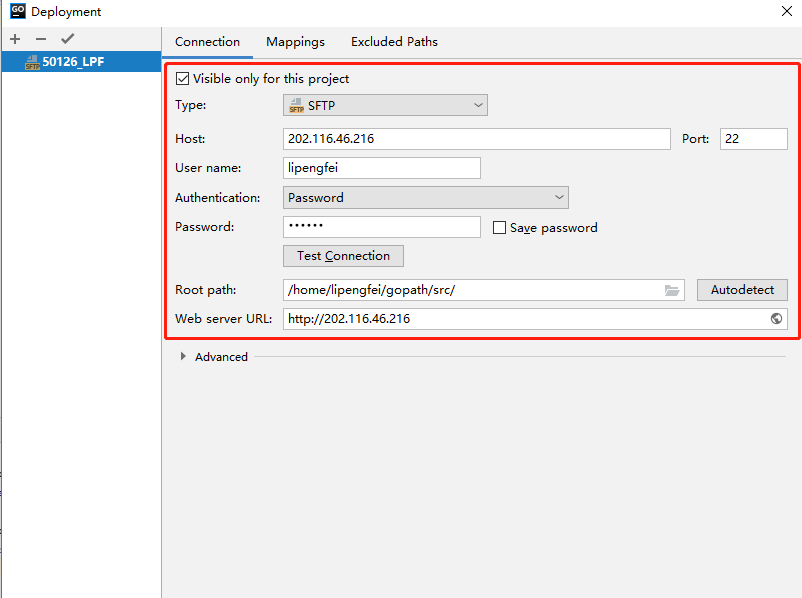 GO Deployment
Connection Mappings Excluded Paths
SFTP 50126_LPF
Visible only for this project
Type: SFTP SFTP
Host: 202.116.46.216 Port: 22
User name: lipengfei
Authentication: Password
Password: •••••• Save password
Test Connection
Root path: /home/lipengfei/gopath/src/ Autodetect
Web server URL: http://202.116.46.216
Advanced